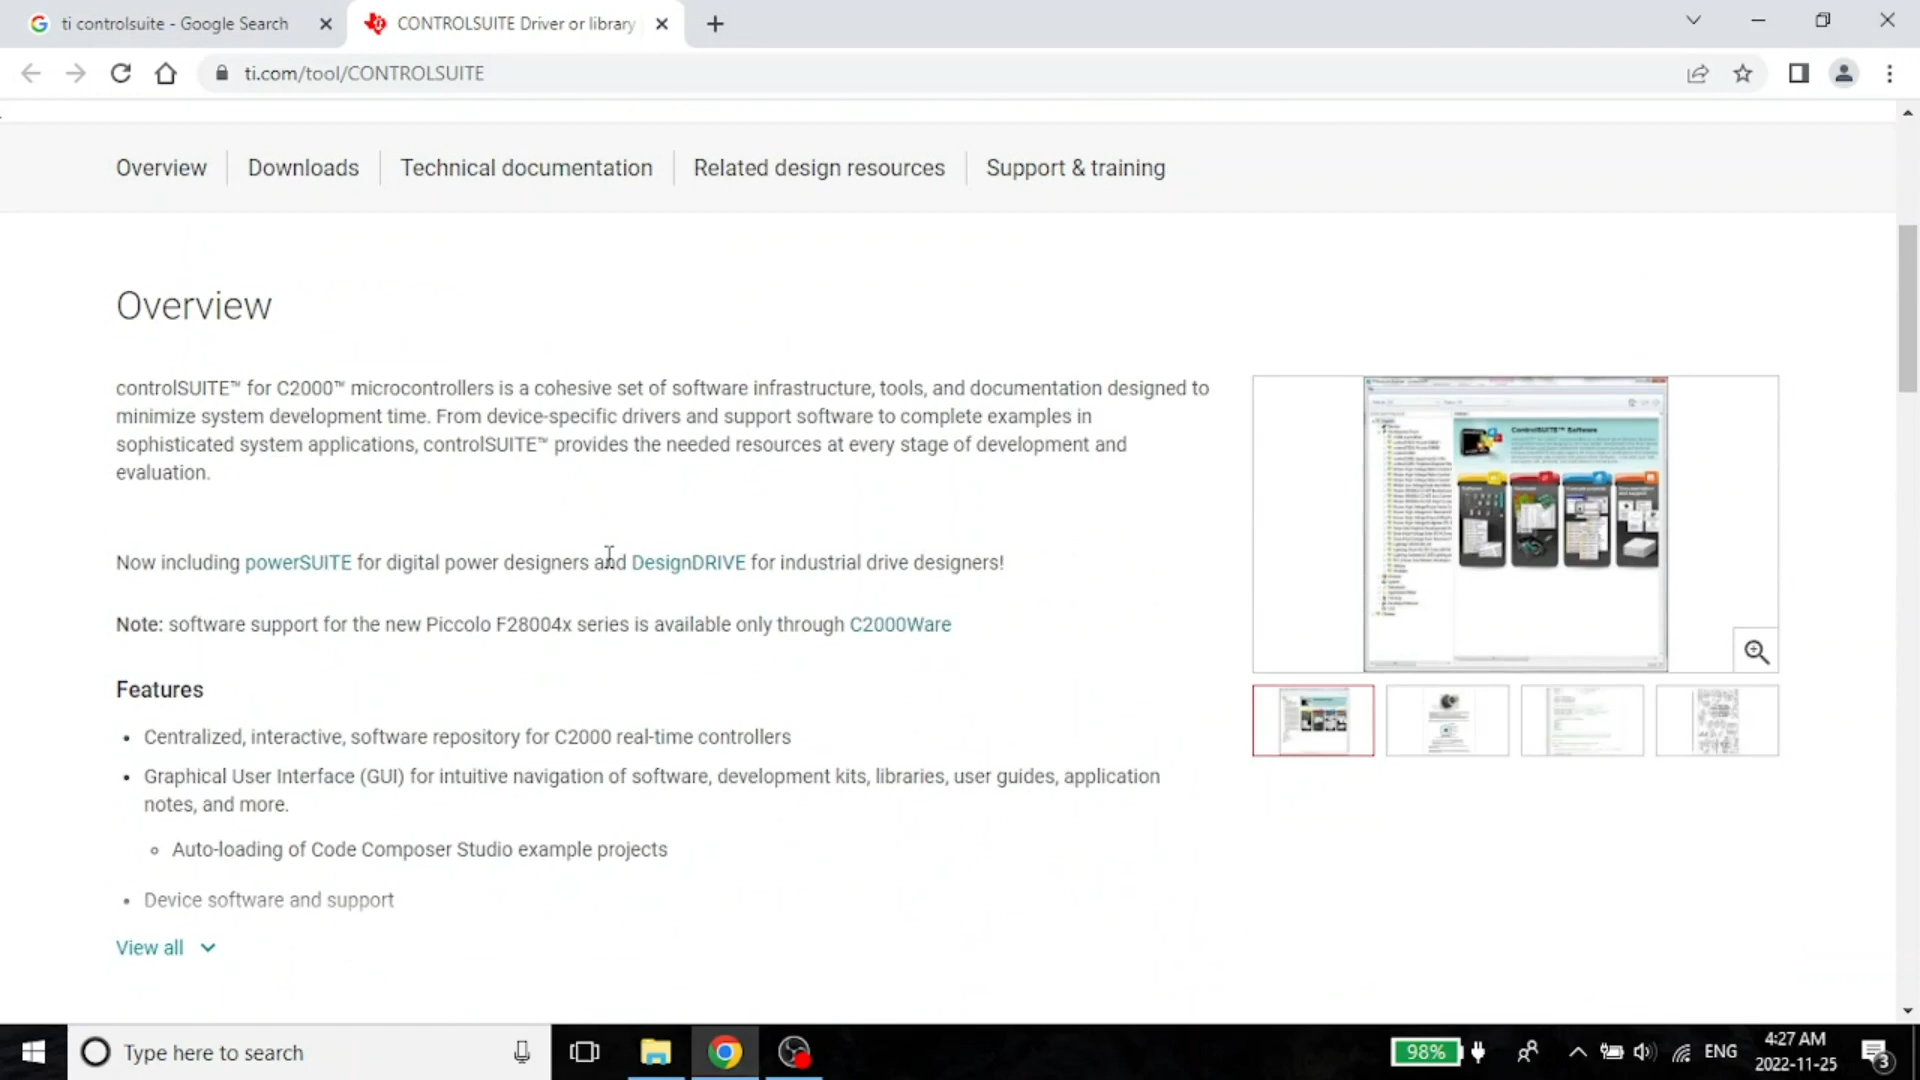 ti controlsuite - Google Search
CONTROLSUITE Driver or library
ti.com/tool/CONTROLSUITE
Overview
Downloads
Technical documentation
Related design resources
Support & training
Overview
controlSUITE™ for C2000™ microcontrollers is a cohesive set of software infrastructure, tools, and documentation designed to
minimize system development time. From device-specific drivers and support software to complete examples in
sophisticated system applications, controlSUITE™ provides the needed resources at every stage of development and
evaluation.
Now including powerSUITE for digital power designers and DesignDRIVE for industrial drive designers!
Note: software support for the new Piccolo F28004x series is available only through C2000Ware
Features
• Centralized, interactive, software repository for C2000 real-time controllers
• Graphical User Interface (GUI) for intuitive navigation of software, development kits, libraries, user guides, application
notes, and more.
◦ Auto-loading of Code Composer Studio example projects
• Device software and support
View all
ControlSUITE™ Software
Type here to search
98%
ENG
4:27 AM
2022-11-25
3